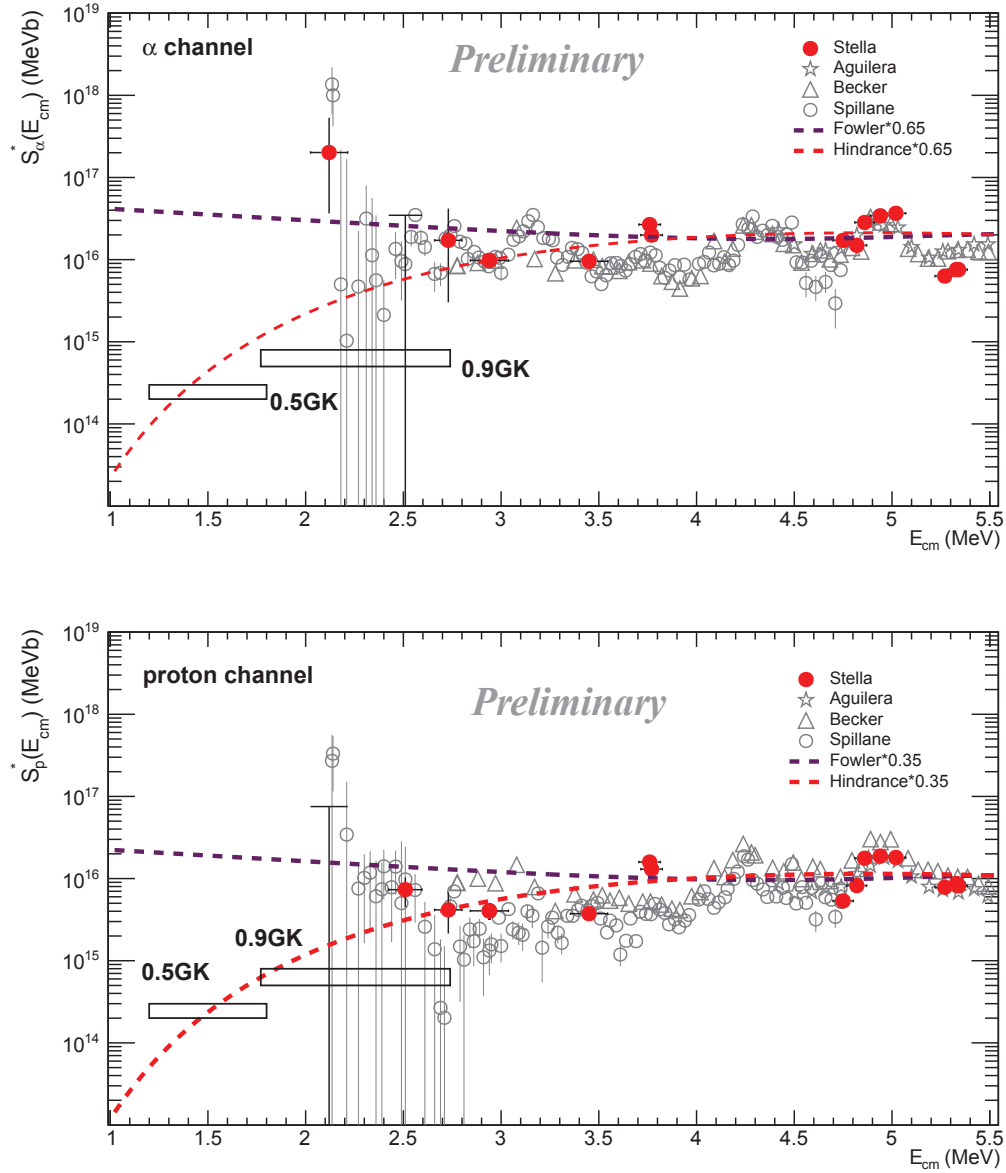 α channel
Preliminary
Stella
Aguilera
Becker
Spillane
Fowler*0.65
Hindrance*0.65
S*α(Ecm) (MeVb)
10^19
10^18
10^17
10^16
10^15
10^14
0.9GK
0.5GK
1 1.5 2 2.5 3 3.5 4 4.5 5 5.5
Ecm (MeV)
proton channel
Preliminary
Stella
Aguilera
Becker
Spillane
Fowler*0.35
Hindrance*0.35
S*p(Ecm) (MeVb)
10^19
10^18
10^17
10^16
10^15
10^14
0.9GK
0.5GK
1 1.5 2 2.5 3 3.5 4 4.5 5 5.5
Ecm (MeV)